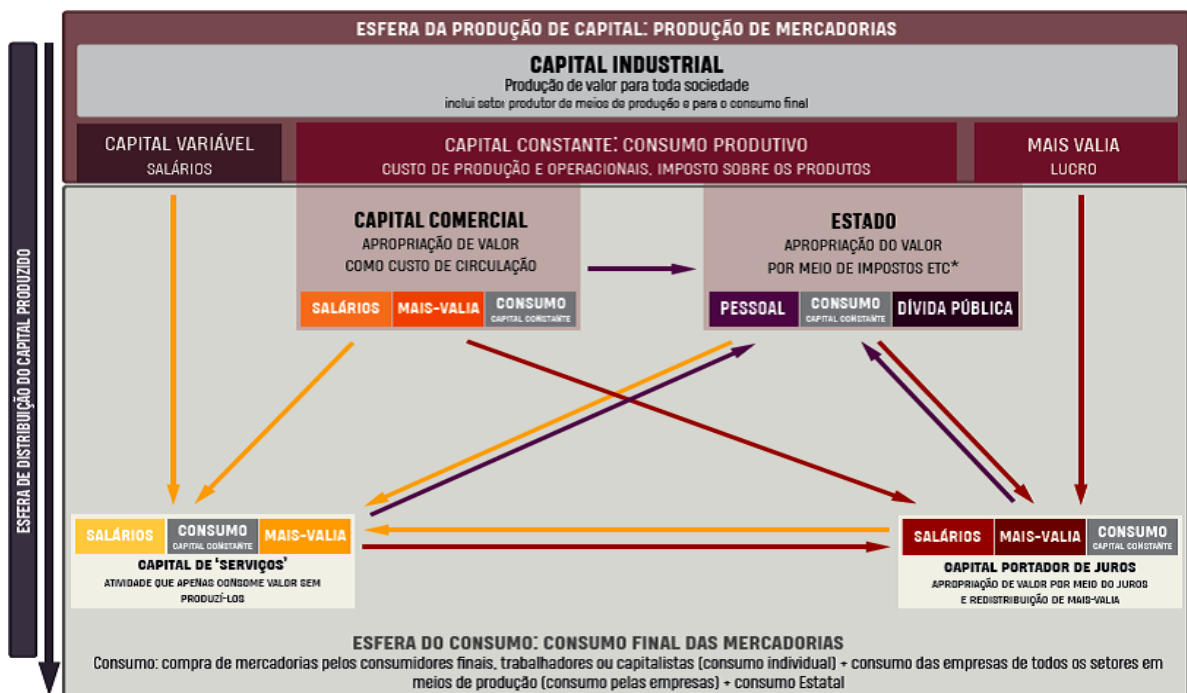 ESFERA DA PRODUÇÃO DE CAPITAL: PRODUÇÃO DE MERCADORIAS
CAPITAL INDUSTRIAL
Produção de valor para toda sociedade
inclui setor produtor de meios de produção e para o consumo final
CAPITAL VARIÁVEL
SALÁRIOS
CAPITAL CONSTANTE: CONSUMO PRODUTIVO
CUSTO DE PRODUÇÃO E OPERACIONAIS, IMPOSTO SOBRE OS PRODUTOS
MAIS VALIA
LUCRO
ESFERA DE DISTRIBUIÇÃO DO CAPITAL PRODUZIDO
CAPITAL COMERCIAL
APROPRIAÇÃO DE VALOR
COMO CUSTO DE CIRCULAÇÃO
SALÁRIOS
MAIS-VALIA
CONSUMO
CAPITAL CONSTANTE
ESTADO
APROPRIAÇÃO DO VALOR
POR MEIO DE IMPOSTOS ETC*
PESSOAL
CONSUMO
CAPITAL CONSTANTE
DÍVIDA PÚBLICA
SALÁRIOS
CONSUMO
CAPITAL CONSTANTE
MAIS-VALIA
CAPITAL DE 'SERVIÇOS'
ATIVIDADE QUE APENAS CONSOME VALOR SEM
PRODUZÍ-LOS
SALÁRIOS
MAIS-VALIA
CONSUMO
CAPITAL CONSTANTE
CAPITAL PORTADOR DE JUROS
APROPRIAÇÃO DE VALOR POR MEIO DO JUROS
E REDISTRIBUIÇÃO DE MAIS-VALIA
ESFERA DO CONSUMO: CONSUMO FINAL DAS MERCADORIAS
Consumo: compra de mercadorias pelos consumidores finais, trabalhadores ou capitalistas (consumo individual) + consumo das empresas de todos os setores em
meios de produção (consumo pelas empresas) + consumo Estatal